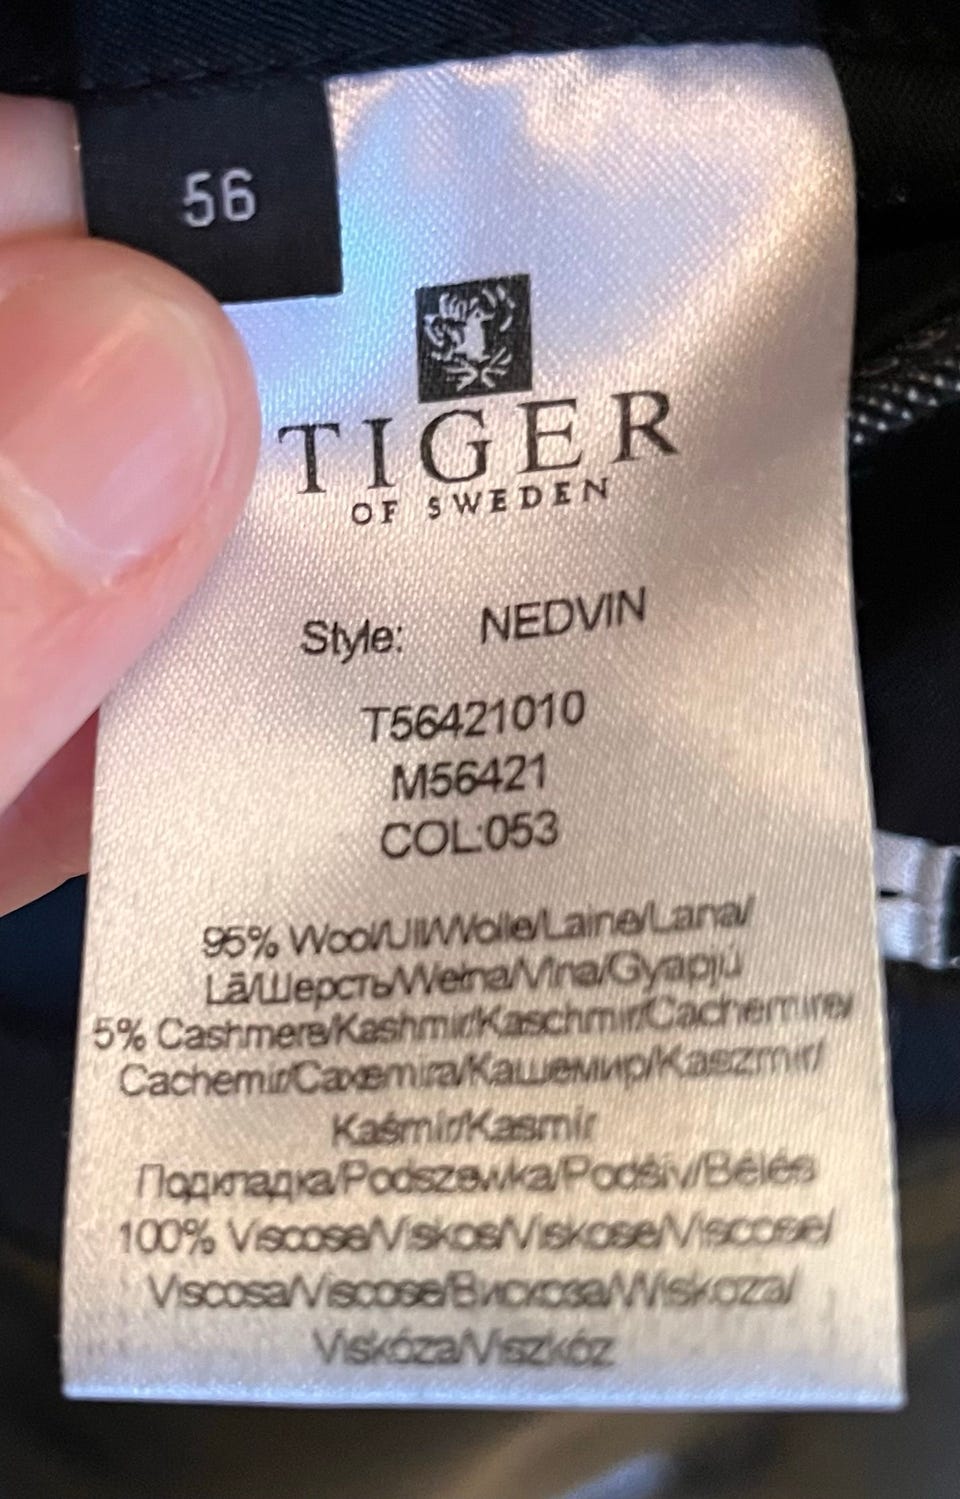 56
TIGER
OF SWEDEN
Style: NEDVIN
T56421010
M56421
COL:053
95% Wool/Ull/Wolle/Laine/Lana/
Lã/Шерсть/Wełna/Vlna/Gyapjú
5% Cashmere/Kashmir/Kaschmir/Cachemire/
Cachemir/Caxemira/Кашемир/Kaszmir/
Kašmír/Kasmír
Подкладка/Podszewka/Podšív/Bélés
100% Viscose/Viskos/Viskose/Viscose/
Viscosa/Viscose/Вискоза/Wiskoza/
Viskóza/Viszkóz